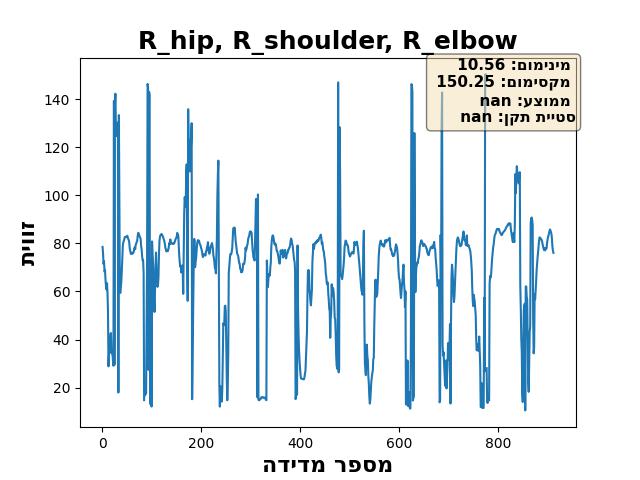 R_hip, R_shoulder, R_elbow
מינימום: 10.56
מקסימום: 150.25
ממוצע: nan
סטיית תקן: nan
זווית
140
120
100
80
60
40
20
0 200 400 600 800
מספר מדידה